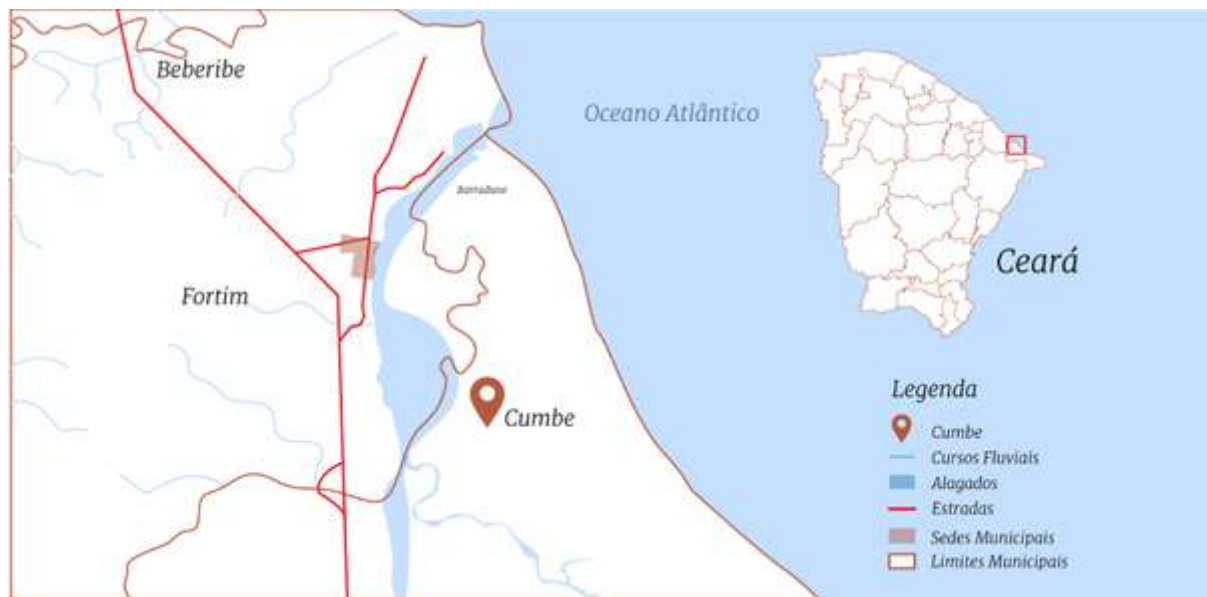 Beberibe
Oceano Atlântico
Ceará
Fortim
Cumbe
Legenda
Cumbe
Cursos Fluviais
Alagados
Estradas
Sedes Municipais
Limites Municipais